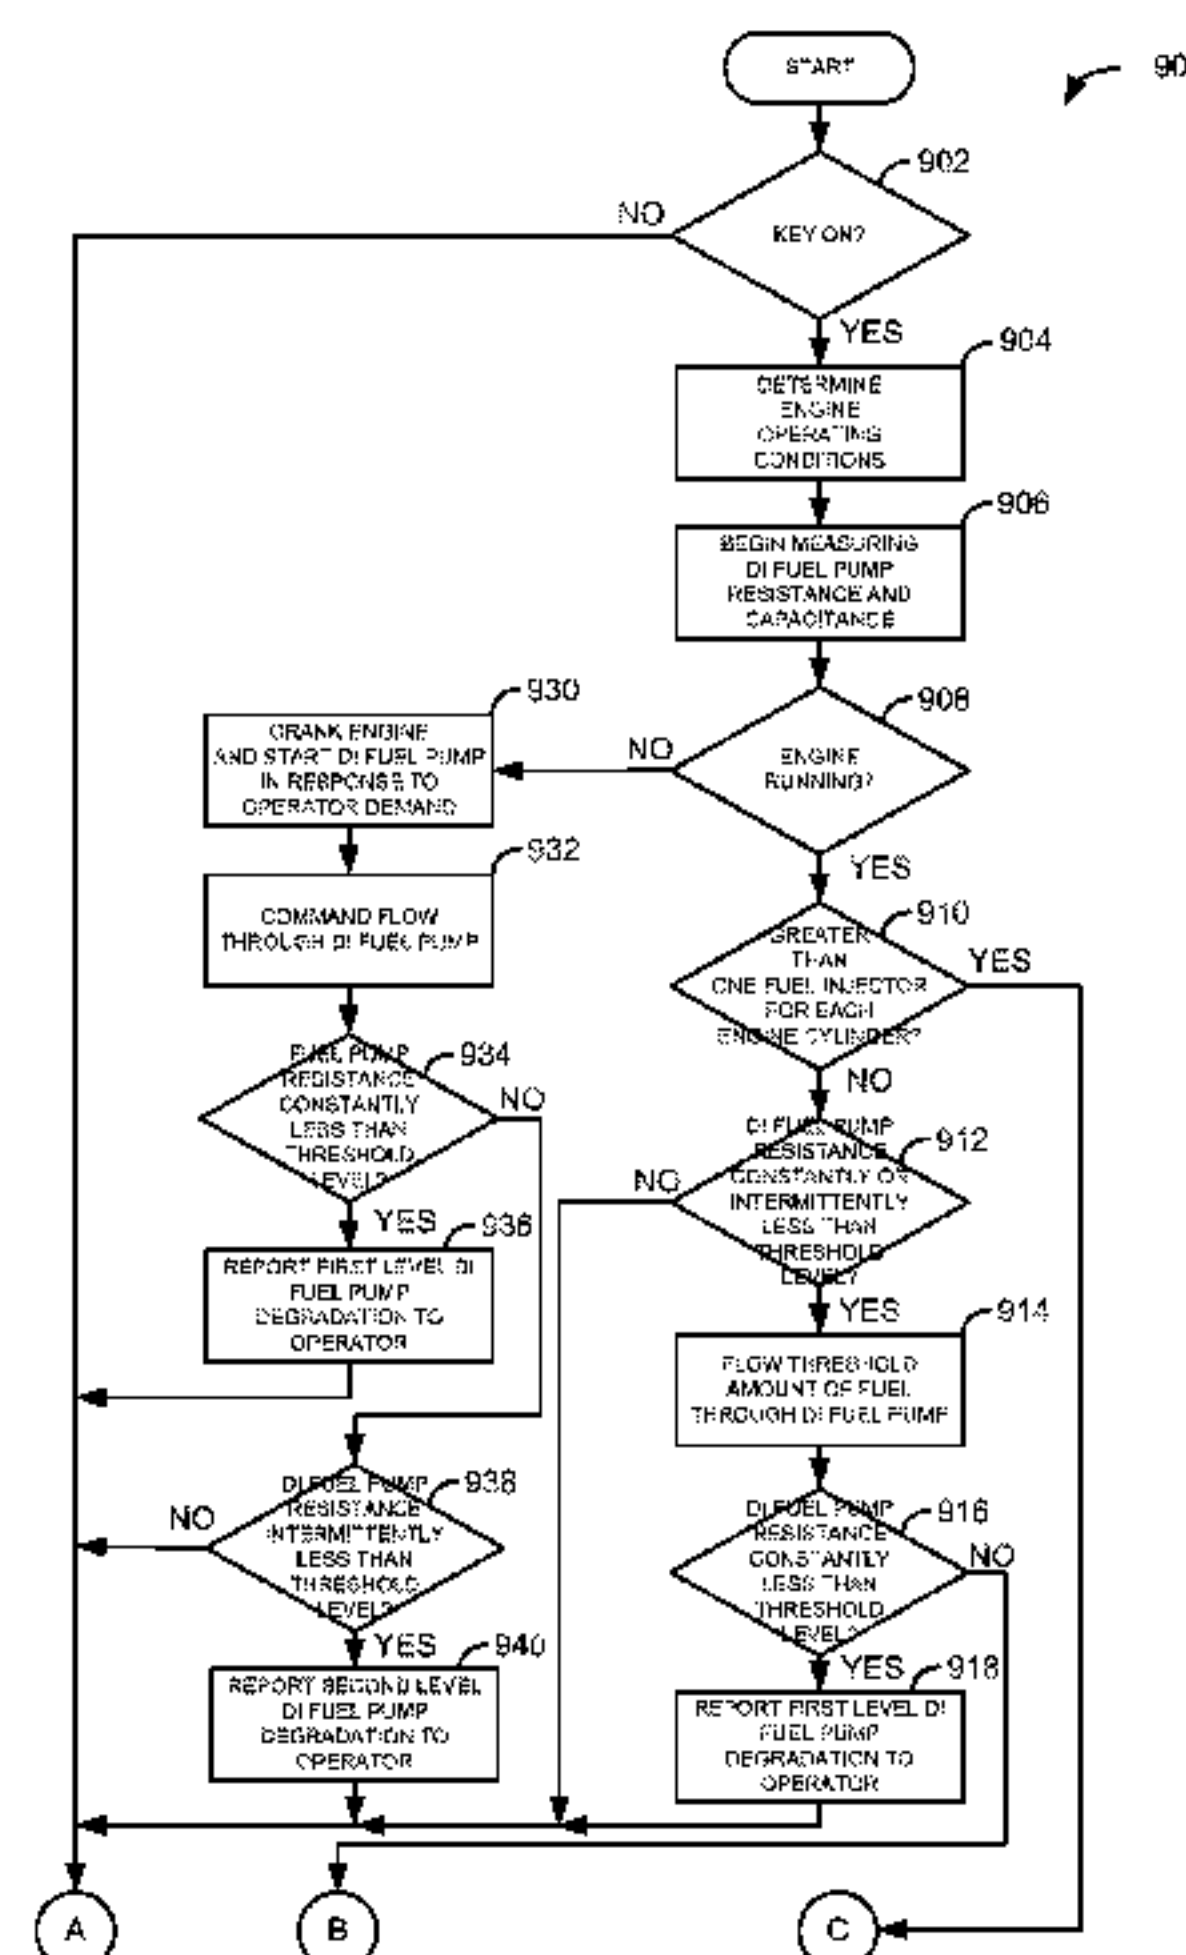 START
90
902
NO
KEY ON?
YES
904
DETERMINE
ENGINE
OPERATING
CONDITIONS
906
BEGIN MEASURING
DI FUEL PUMP
RESISTANCE AND
CAPACITANCE
930
CRANK ENGINE
AND START DI FUEL PUMP
IN RESPONSE TO
OPERATOR DEMAND
NO
908
ENGINE
RUNNING?
YES
932
COMMAND FLOW
THROUGH DI FUEL PUMP
910
GREATER
THAN
ONE FUEL INJECTOR
FOR EACH
ENGINE CYLINDER?
YES
NO
934
FUEL PUMP
RESISTANCE
CONSTANTLY
LESS THAN
THRESHOLD
LEVEL?
NO
YES
912
DI FUEL PUMP
RESISTANCE
CONSTANTLY OR
INTERMITTENTLY
LESS THAN
THRESHOLD
LEVEL?
NO
YES
936
REPORT FIRST LEVEL DI
FUEL PUMP
DEGRADATION TO
OPERATOR
914
FLOW THRESHOLD
AMOUNT OF FUEL
THROUGH DI FUEL PUMP
938
DI FUEL PUMP
RESISTANCE
INTERMITTENTLY
LESS THAN
THRESHOLD
LEVEL?
NO
YES
916
DI FUEL PUMP
RESISTANCE
CONSTANTLY
LESS THAN
THRESHOLD
LEVEL?
NO
YES
940
REPORT SECOND LEVEL
DI FUEL PUMP
DEGRADATION TO
OPERATOR
918
REPORT FIRST LEVEL DI
FUEL PUMP
DEGRADATION TO
OPERATOR
A
B
C